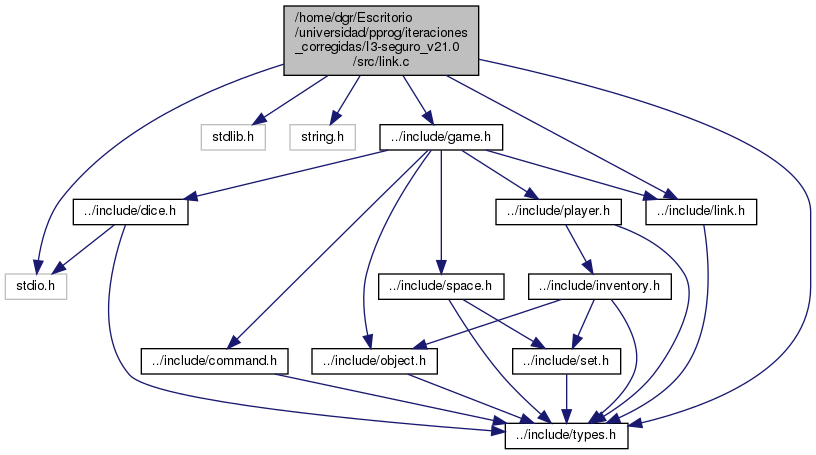 /home/dgr/Escritorio
/universidad/pprog/iteraciones
_corregidas/I3-seguro_v21.0
/src/link.c
stdlib.h
string.h
../include/game.h
../include/dice.h
../include/player.h
../include/link.h
stdio.h
../include/space.h
../include/inventory.h
../include/command.h
../include/object.h
../include/set.h
../include/types.h